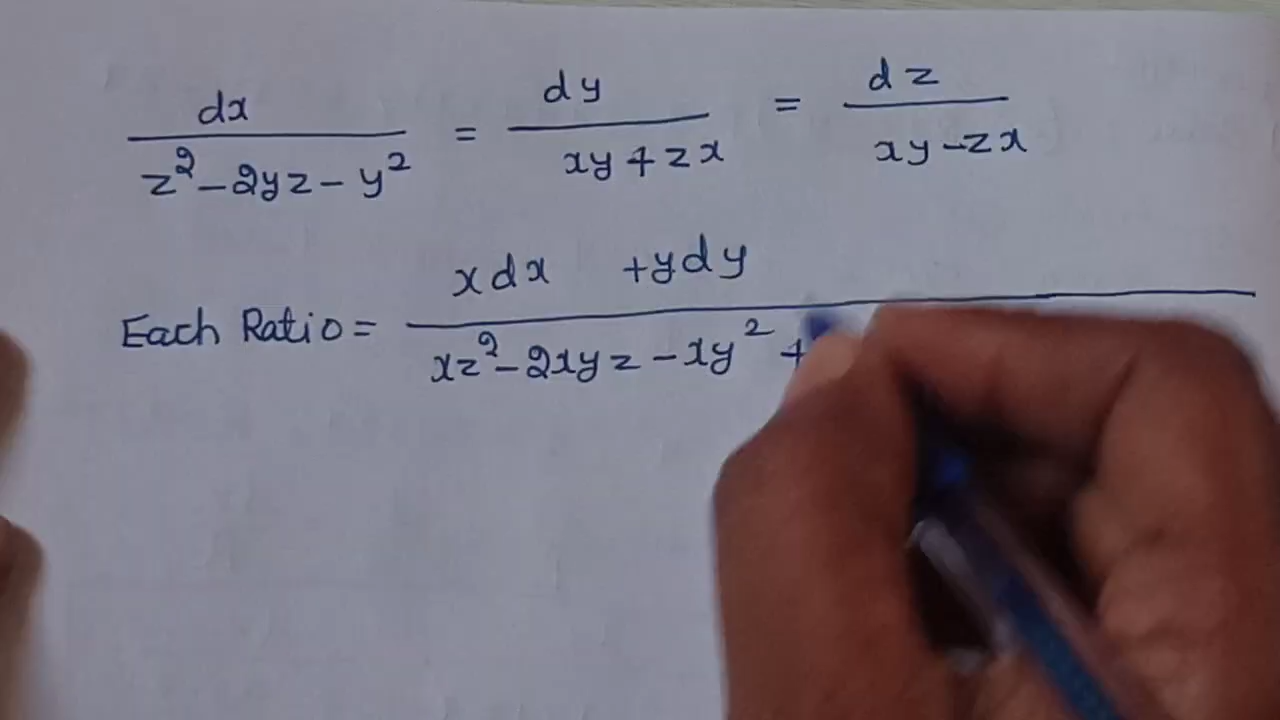 dx / z² – 2yz – y² = dy / xy + zx = dz / xy – zx
Each Ratio = xdx + ydy / xz² – 2xyz – xy² +